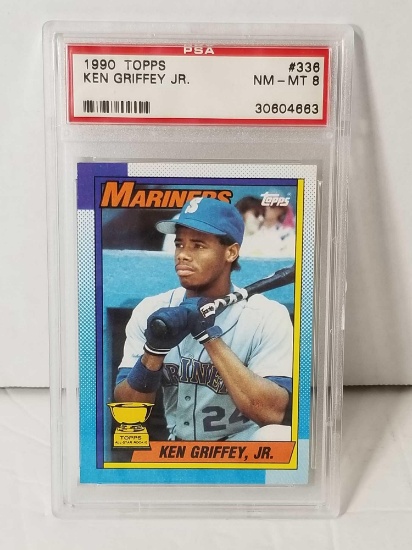 PSA
1990 TOPPS #336
KEN GRIFFEY JR. NM-MT 8
30604663
MARINERS
Topps
S
MARINERS
24
TOPPS
ALL-STAR ROOKIE
KEN GRIFFEY, JR.